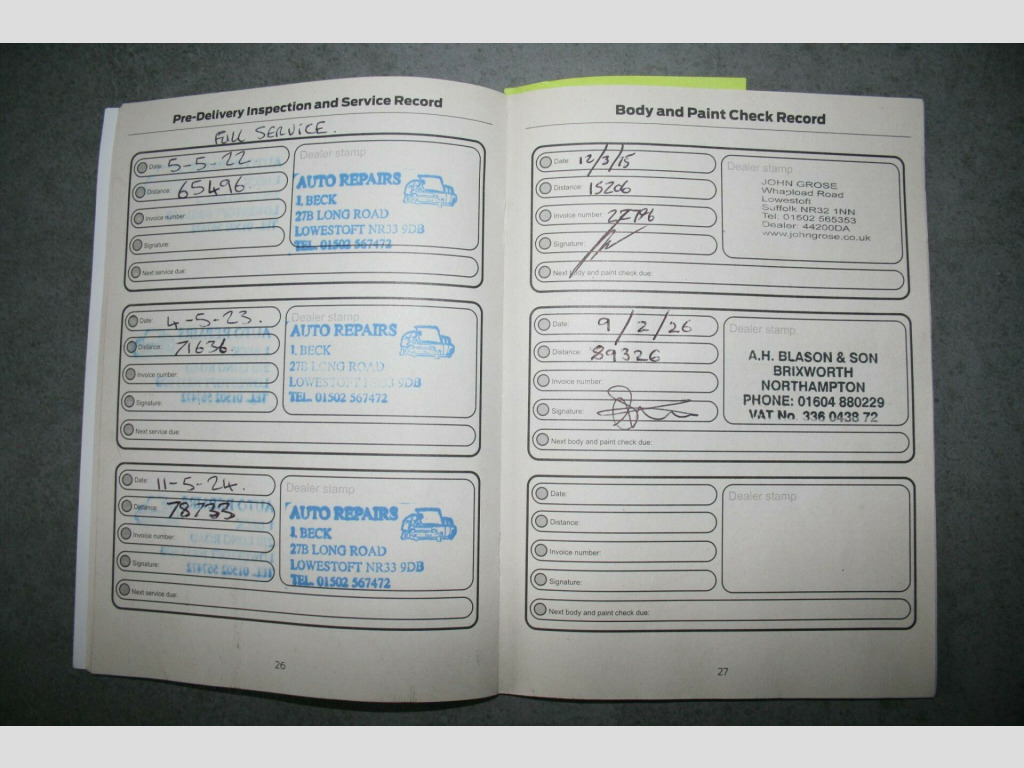 Pre-Delivery Inspection and Service Record
FULL SERVICE.
Date: 5-5-22
Distance: 65496
Invoice number:
Signature:
Next service due:
Dealer stamp
AUTO REPAIRS
J. BECK
27B LONG ROAD
LOWESTOFT NR33 9DB
TEL. 01502 567472
Date: 4-5-23.
Distance: 71636.
Invoice number:
Signature:
Next service due:
Dealer stamp
AUTO REPAIRS
J. BECK
27B LONG ROAD
LOWESTOFT NR33 9DB
TEL. 01502 567472
Date: 11-5-24.
Distance: 78733
Invoice number:
Signature:
Next service due:
Dealer stamp
AUTO REPAIRS
J. BECK
27B LONG ROAD
LOWESTOFT NR33 9DB
TEL. 01502 567472
26
Body and Paint Check Record
Date: 12/3/15
Distance: 15206
Invoice number:
Signature:
Next body and paint check due:
Dealer stamp
JOHN GROSE
Whapload Road
Lowestoft
Suffolk NR32 1NN
Tel: 01502 565353
Dealer: 44200DA
www.johngrose.co.uk
Date: 9/2/26
Distance: 89326
Invoice number:
Signature:
Next body and paint check due:
Dealer stamp
A.H. BLASON & SON
BRIXWORTH
NORTHAMPTON
PHONE: 01604 880229
VAT No. 336 0438 72
Date:
Distance:
Invoice number:
Signature:
Next body and paint check due:
Dealer stamp
27